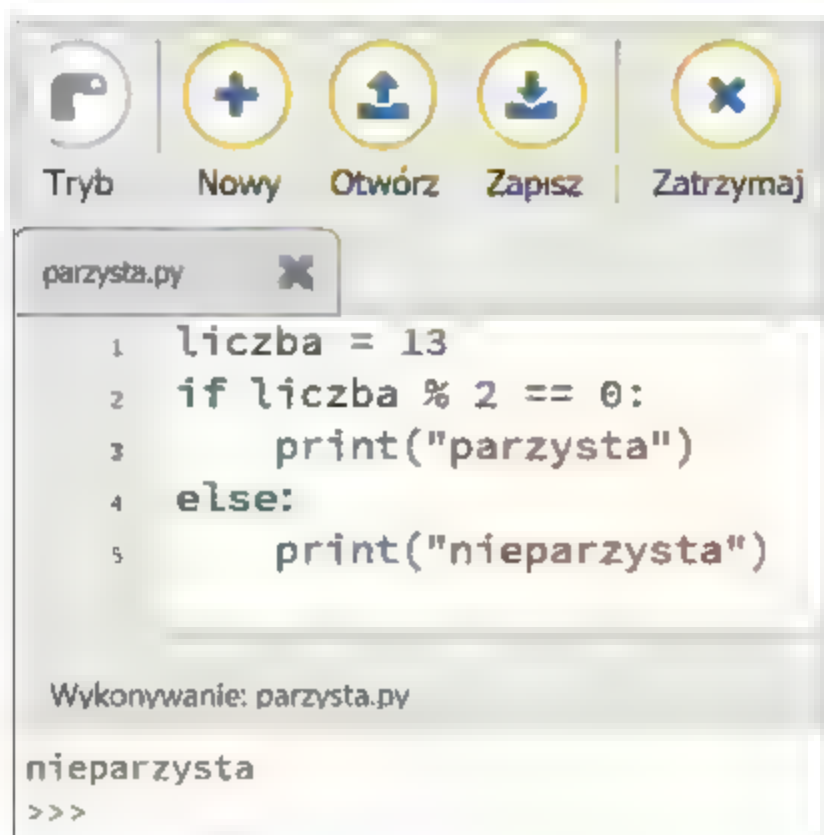 Tryb Nowy Otwórz Zapisz Zatrzymaj
parzysta.py
1 liczba = 13
2 if liczba % 2 == 0:
3     print("parzysta")
4 else:
5     print("nieparzysta")
Wykonywanie: parzysta.py
nieparzysta
>>>